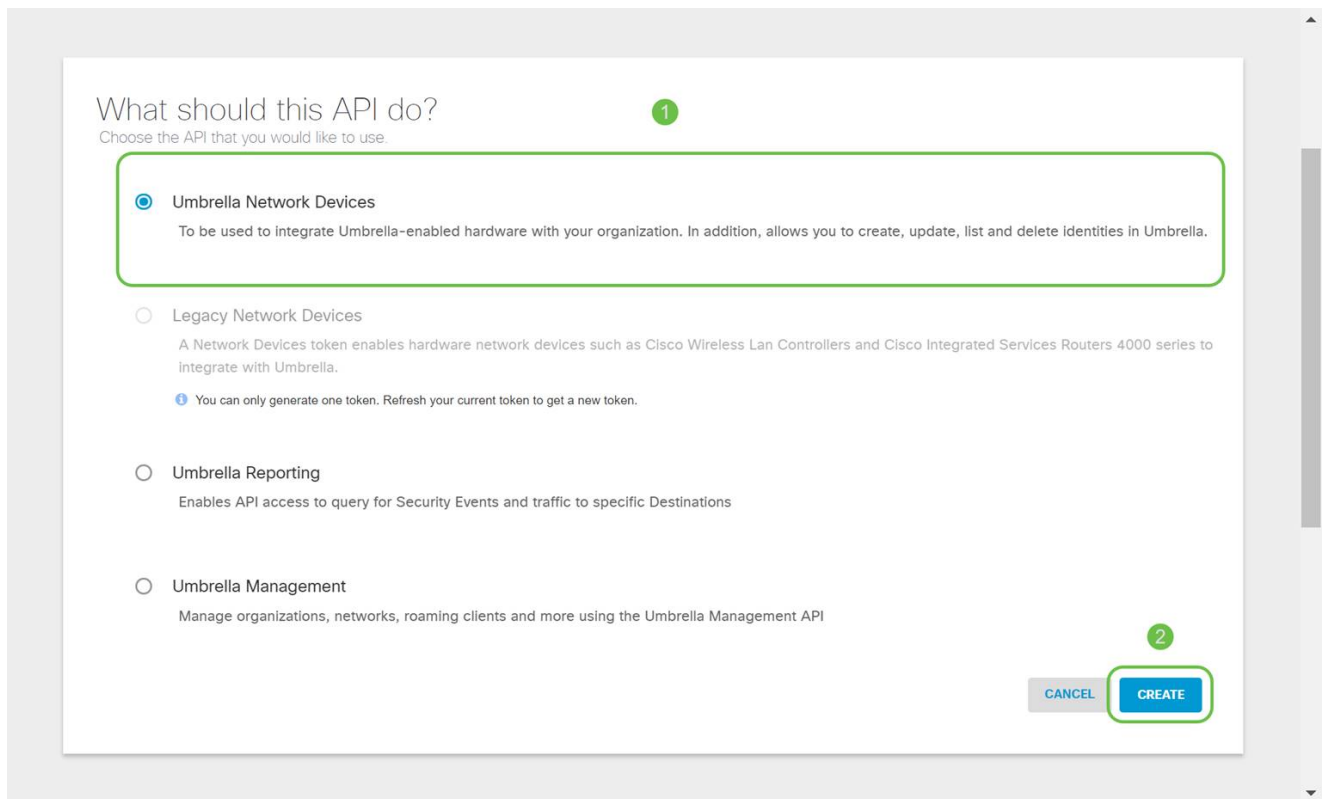 What should this API do?
1
Choose the API that you would like to use.
Umbrella Network Devices
To be used to integrate Umbrella-enabled hardware with your organization. In addition, allows you to create, update, list and delete identities in Umbrella.
Legacy Network Devices
A Network Devices token enables hardware network devices such as Cisco Wireless Lan Controllers and Cisco Integrated Services Routers 4000 series to
integrate with Umbrella.
You can only generate one token. Refresh your current token to get a new token.
Umbrella Reporting
Enables API access to query for Security Events and traffic to specific Destinations
Umbrella Management
Manage organizations, networks, roaming clients and more using the Umbrella Management API
2
CANCEL CREATE